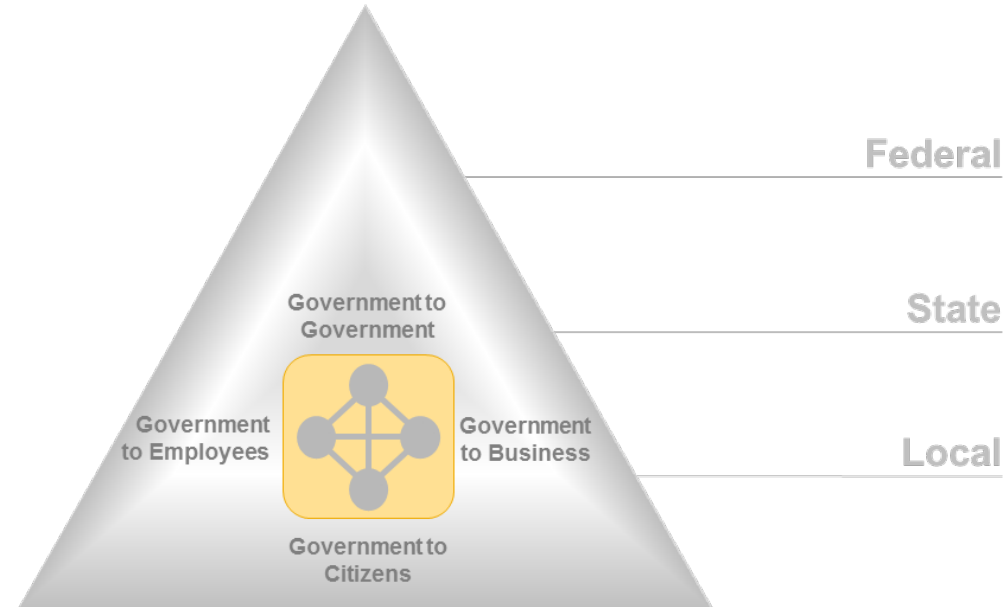 Federal
State
Government to
Government
Government
to Employees
Government
to Business
Local
Government to
Citizens